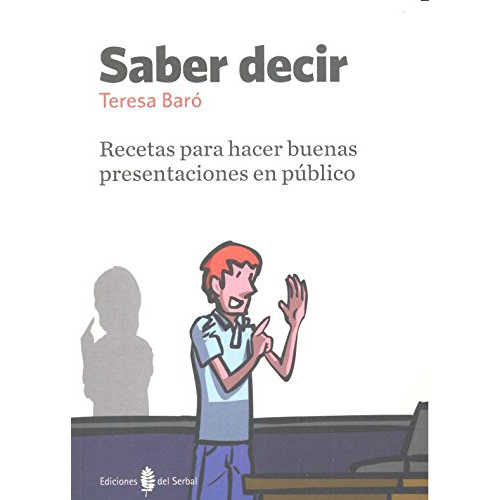 Saber decir
Teresa Baró
Recetas para hacer buenas
presentaciones en público
Ediciones del Serbal